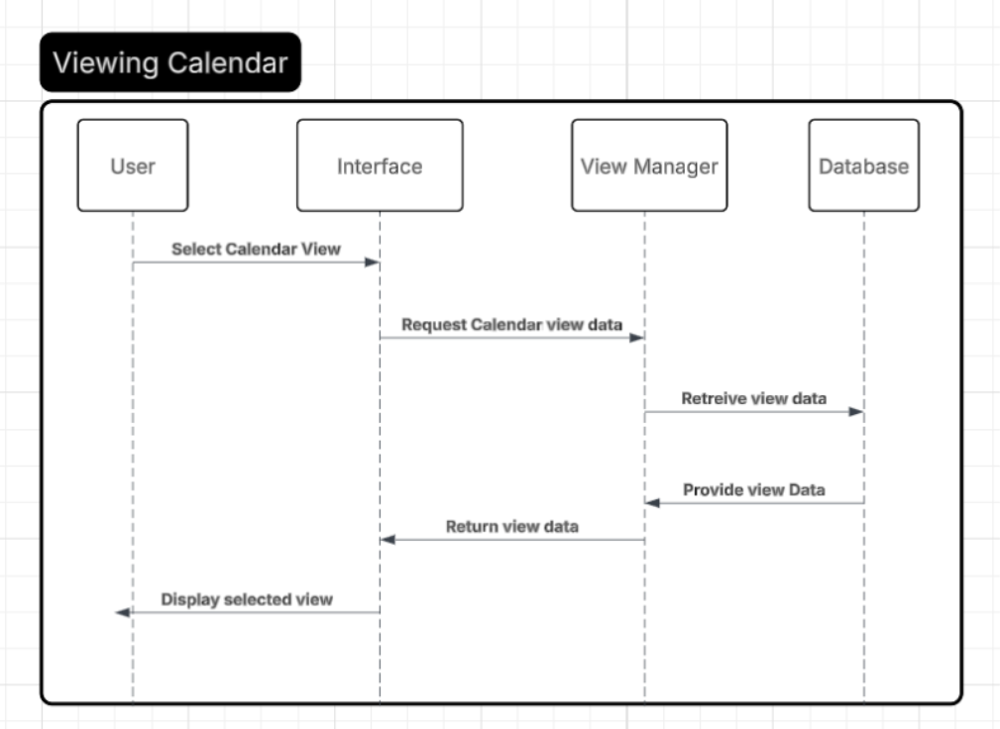 Viewing Calendar
User
Interface
View Manager
Database
Select Calendar View
Request Calendar view data
Retreive view data
Provide view Data
Return view data
Display selected view